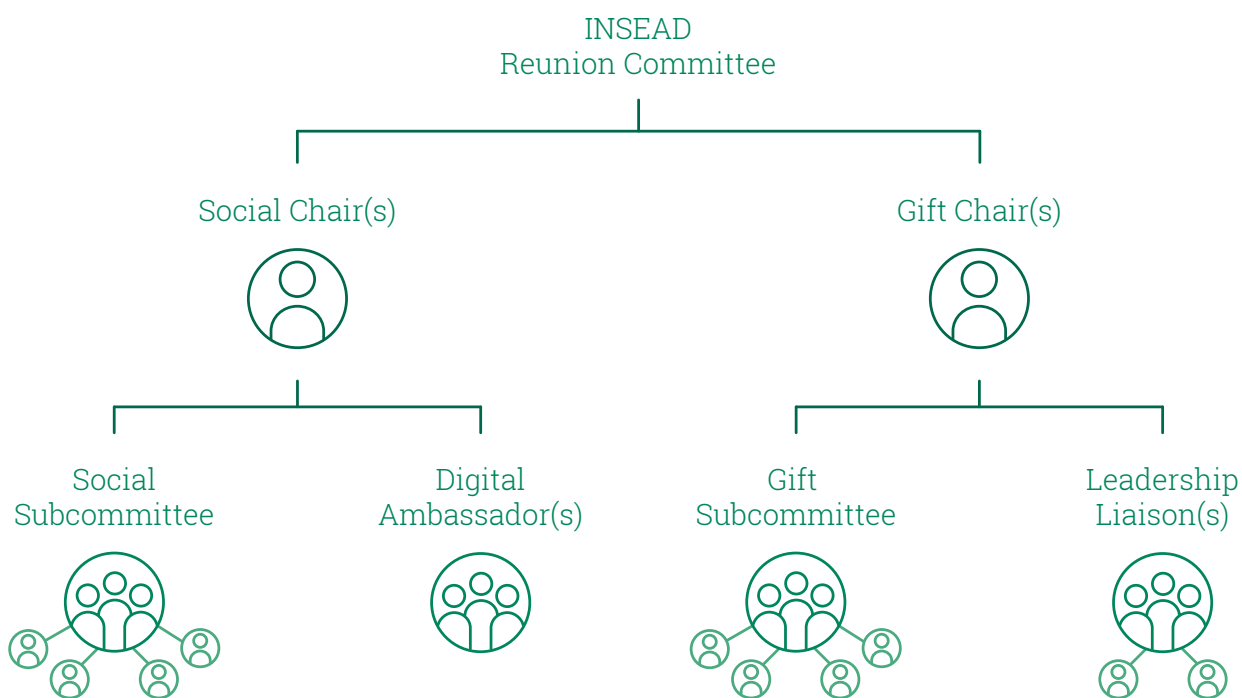 INSEAD
Reunion Committee
Social Chair(s)
Gift Chair(s)
Social
Subcommittee
Digital
Ambassador(s)
Gift
Subcommittee
Leadership
Liaison(s)